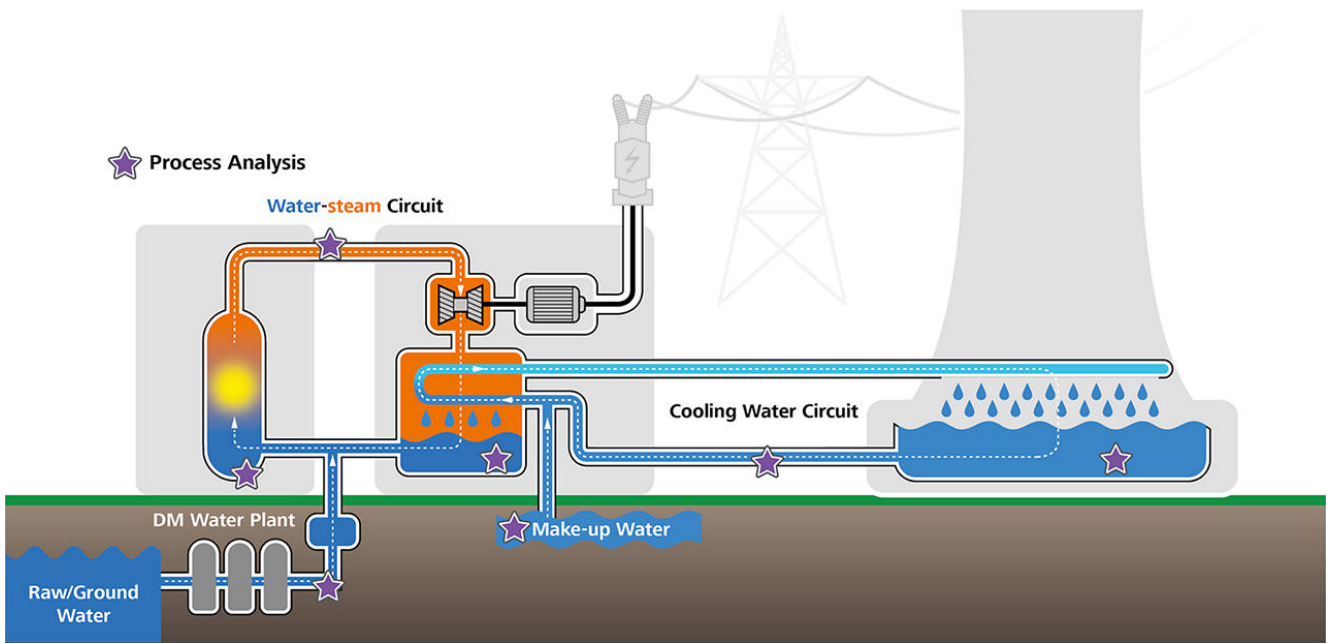 Process Analysis
Water-steam Circuit
Cooling Water Circuit
DM Water Plant
Make-up Water
Raw/Ground
Water